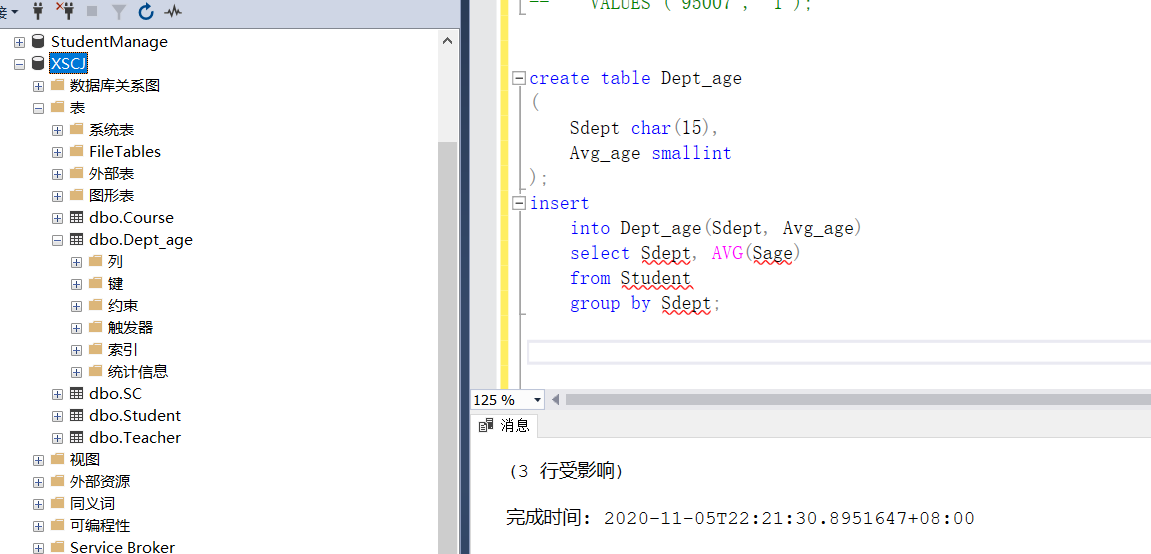 接
StudentManage
XSCJ
数据库关系图
表
系统表
FileTables
外部表
图形表
dbo.Course
dbo.Dept_age
列
键
约束
触发器
索引
统计信息
dbo.SC
dbo.Student
dbo.Teacher
视图
外部资源
同义词
可编程性
Service Broker
-- VALUES ('95007', '1');
create table Dept_age
(
Sdept char(15),
Avg_age smallint
);
insert
into Dept_age(Sdept, Avg_age)
select Sdept, AVG(Sage)
from Student
group by Sdept;
125 %
消息
(3 行受影响)
完成时间: 2020-11-05T22:21:30.8951647+08:00